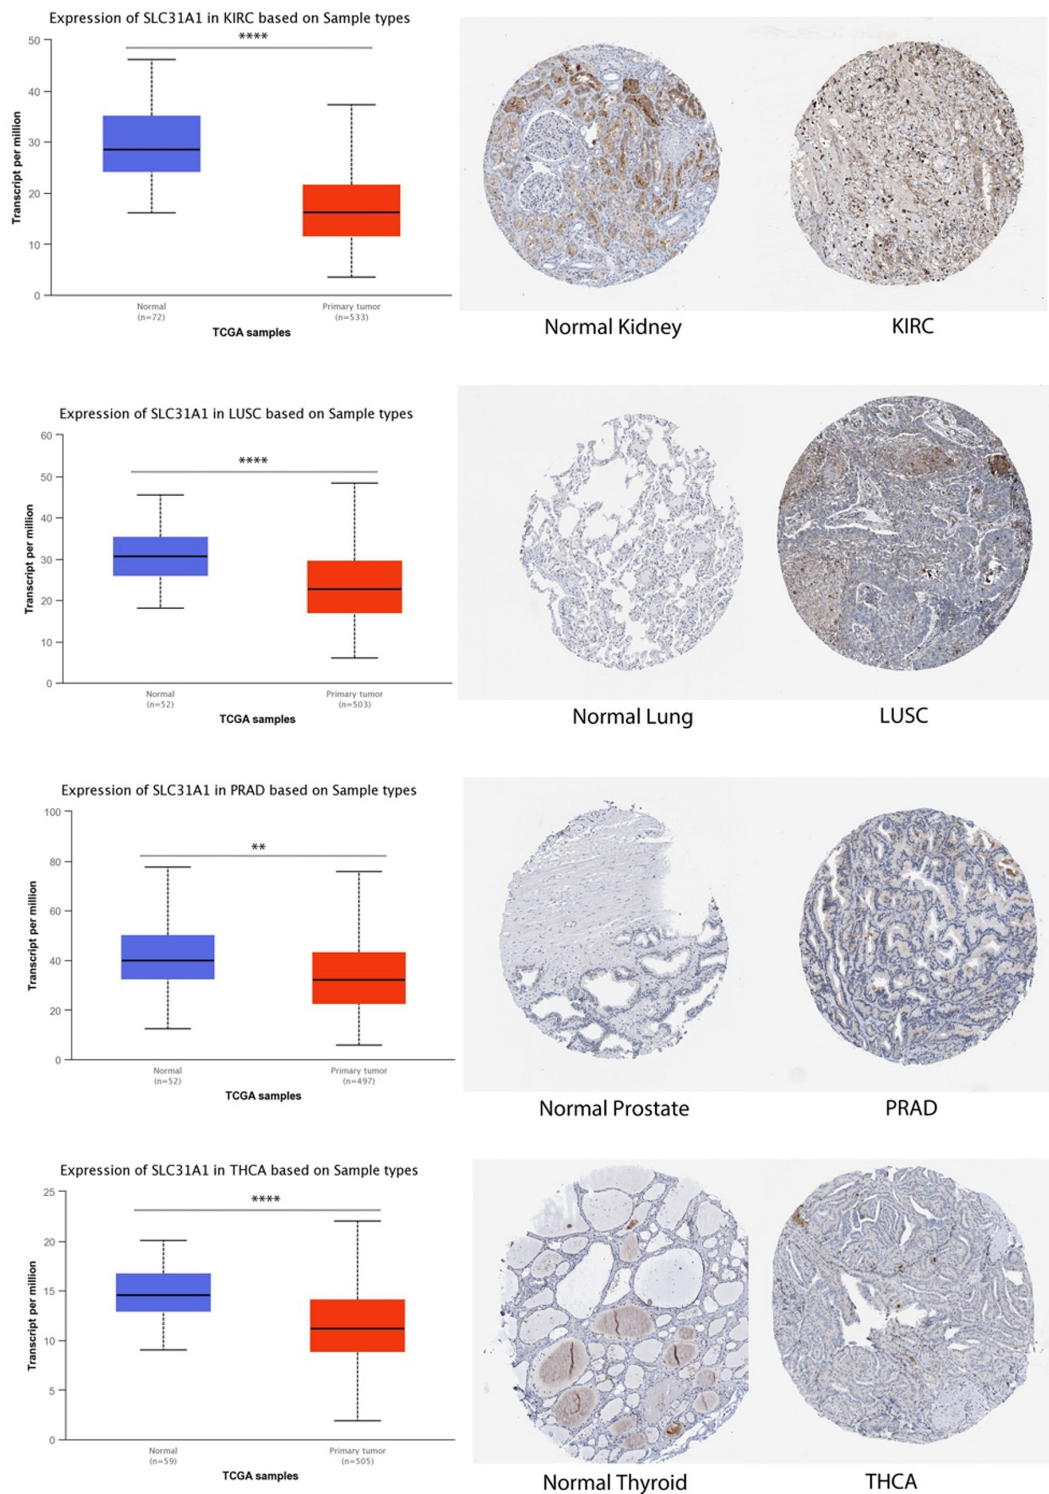 Expression of SLC31A1 in KIRC based on Sample types
****
50
40
30
20
10
0
Transcript per million
Normal
(n=72)
Primary tumor
(n=533)
TCGA samples
Normal Kidney
KIRC
Expression of SLC31A1 in LUSC based on Sample types
****
60
50
40
30
20
10
0
Transcript per million
Normal
(n=52)
Primary tumor
(n=503)
TCGA samples
Normal Lung
LUSC
Expression of SLC31A1 in PRAD based on Sample types
**
100
80
60
40
20
0
Transcript per million
Normal
(n=52)
Primary tumor
(n=497)
TCGA samples
Normal Prostate
PRAD
Expression of SLC31A1 in THCA based on Sample types
****
25
20
15
10
5
0
Transcript per million
Normal
(n=59)
Primary tumor
(n=505)
TCGA samples
Normal Thyroid
THCA